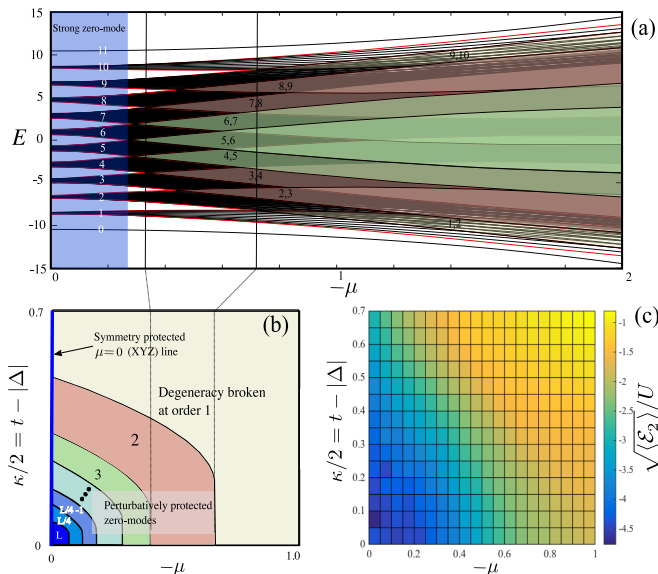 15
10
5
0
-5
-10
-15
E
Strong zero-mode
(a)
11
10
9
8
7
6
5
4
3
2
1
0
9,10
8,9
7,8
6,7
5,6
4,5
3,4
2,3
1,2
0
1
2
−μ
0.7
(b)
Symmetry protected
μ=0 (XYZ) line
Degeneracy broken
at order 1
2
3
L/4 -1
L/4
L
Perturbatively protected
zero-modes
κ/2 = t − |Δ|
0
0
1.0
−μ
(c)
0.7
0.6
0.5
0.4
0.3
0.2
0.1
0
κ/2 = t − |Δ|
0
0.2
0.4
0.6
0.8
1
−μ
-1
-1.5
-2
-2.5
-3
-3.5
-4
-4.5
√⟨ℰ₂⟩/U